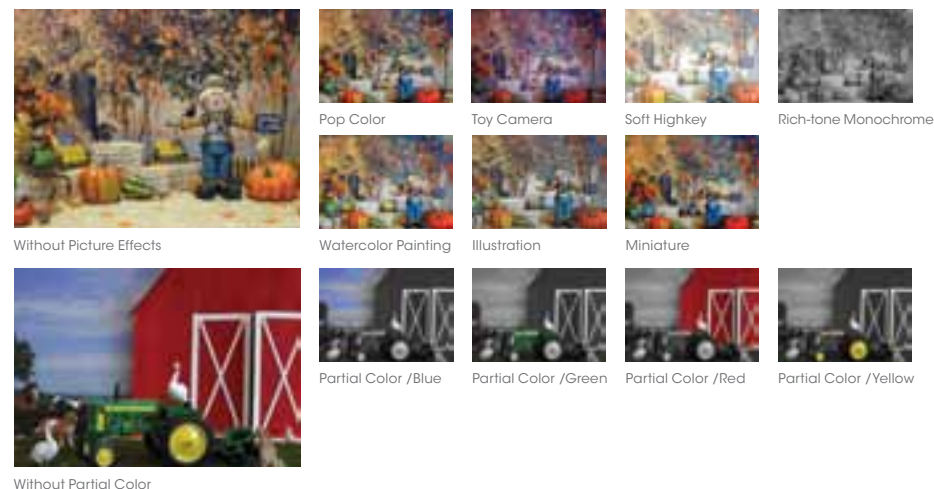 Pop Color
Toy Camera
Soft Highkey
Rich-tone Monochrome
Without Picture Effects
Watercolor Painting
Illustration
Miniature
Partial Color /Blue
Partial Color /Green
Partial Color /Red
Partial Color /Yellow
Without Partial Color